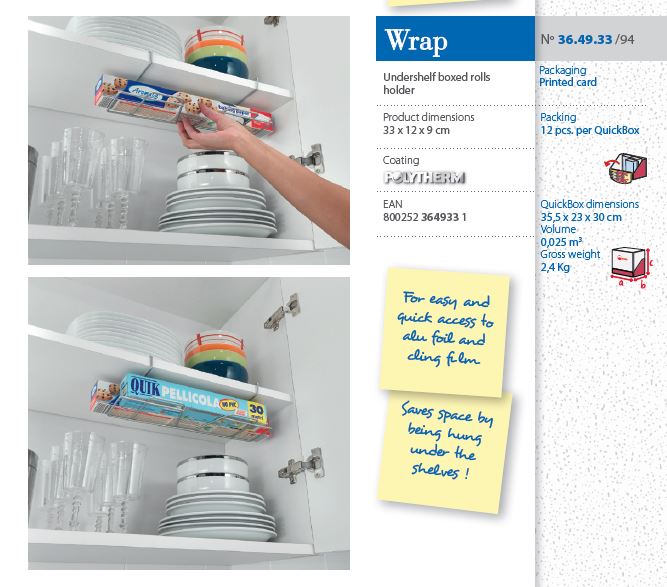 Wrap
Nº 36.49.33 /94
Undershelf boxed rolls
holder
Product dimensions
33 x 12 x 9 cm
Coating
POLYTHERM
EAN
800252 364933 1
Packaging
Printed card
Packing
12 pcs. per QuickBox
QuickBox dimensions
35,5 x 23 x 30 cm
Volume
0,025 m³
Gross weight
2,4 Kg
a
b
c
For easy and
quick access to
alu foil and
cling film
Saves space by
being hung
under the
shelves !
QUIK PELLICOLA
NO PVC
30